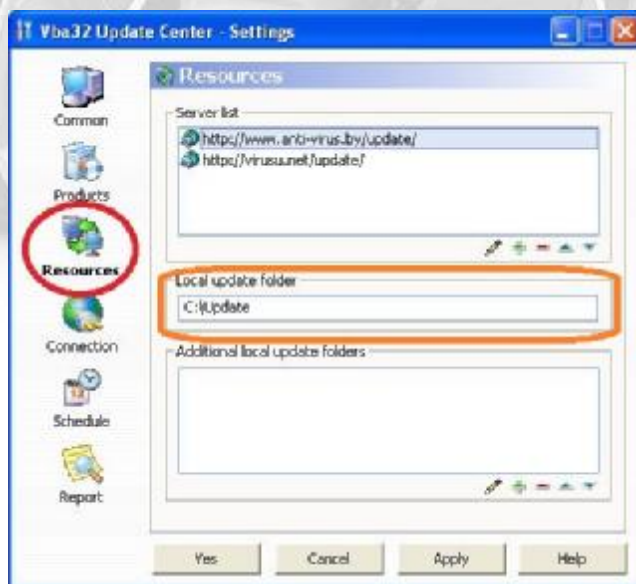 Vba32 Update Center - Settings
Common
Products
Resources
Connection
Schedule
Report
Resources
Server list
http://www.anti-virus.by/update/
http://virusu.net/update/
Local update folder
C:\Update
Additional local update folders
Yes
Cancel
Apply
Help